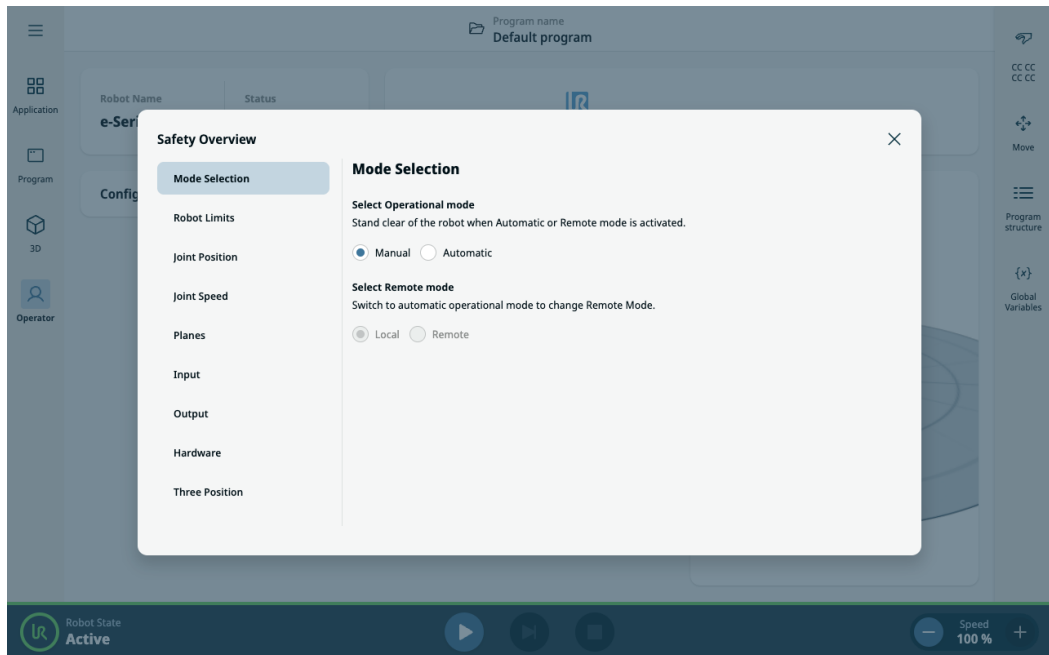 Program name
Default program
Application
Program
3D
Operator
Robot Name
Status
e-Seri
Config
Safety Overview
Mode Selection
Robot Limits
Joint Position
Joint Speed
Planes
Input
Output
Hardware
Three Position
Mode Selection
Select Operational mode
Stand clear of the robot when Automatic or Remote mode is activated.
Manual
Automatic
Select Remote mode
Switch to automatic operational mode to change Remote Mode.
Local
Remote
CC CC
CC CC
Move
Program
structure
{x}
Global
Variables
Robot State
Active
Speed
100 %